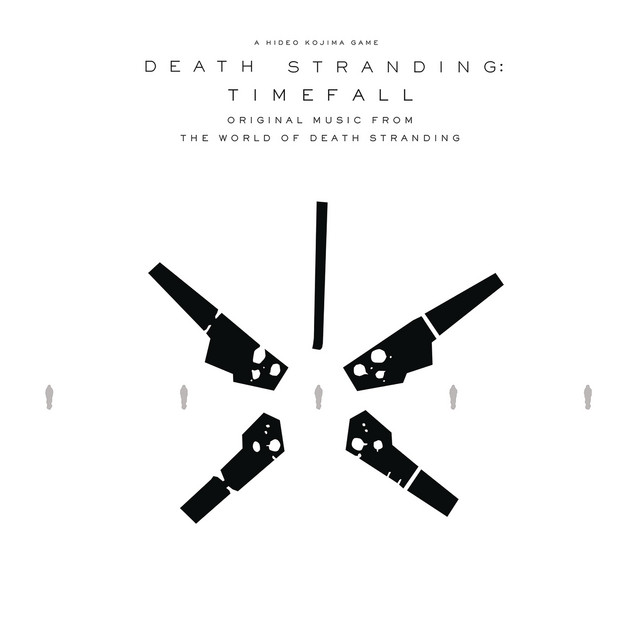 A HIDEO KOJIMA GAME
DEATH STRANDING:
TIMEFALL
ORIGINAL MUSIC FROM
THE WORLD OF DEATH STRANDING